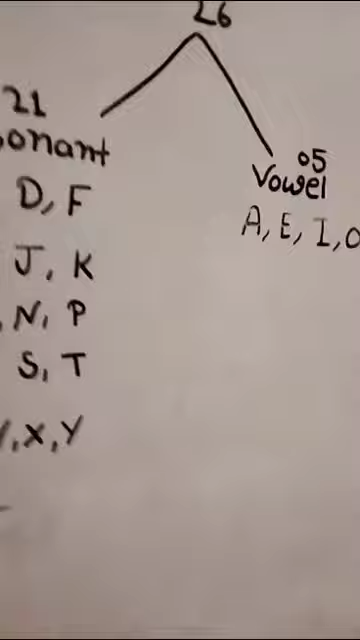 26
21
onant
05
Vowel
D, F
A, E, I, O
J, K
N, P
S, T
, X, Y